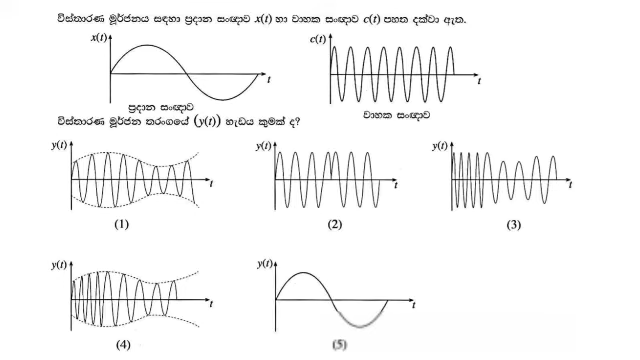 විස්තාරණ මූර්ජනය සඳහා ප්‍රදාන සංඥාව x(t) හා වාහක සංඥාව c(t) පහත දක්වා ඇත.
x(t) t c(t) t
ප්‍රදාන සංඥාව වාහක සංඥාව
විස්තාරණ මූර්ජන තරංගයේ (y(t)) හැඩය කුමක් ද?
y(t) t y(t) t y(t) t
(1) (2) (3)
y(t) t y(t) t
(4) (5)